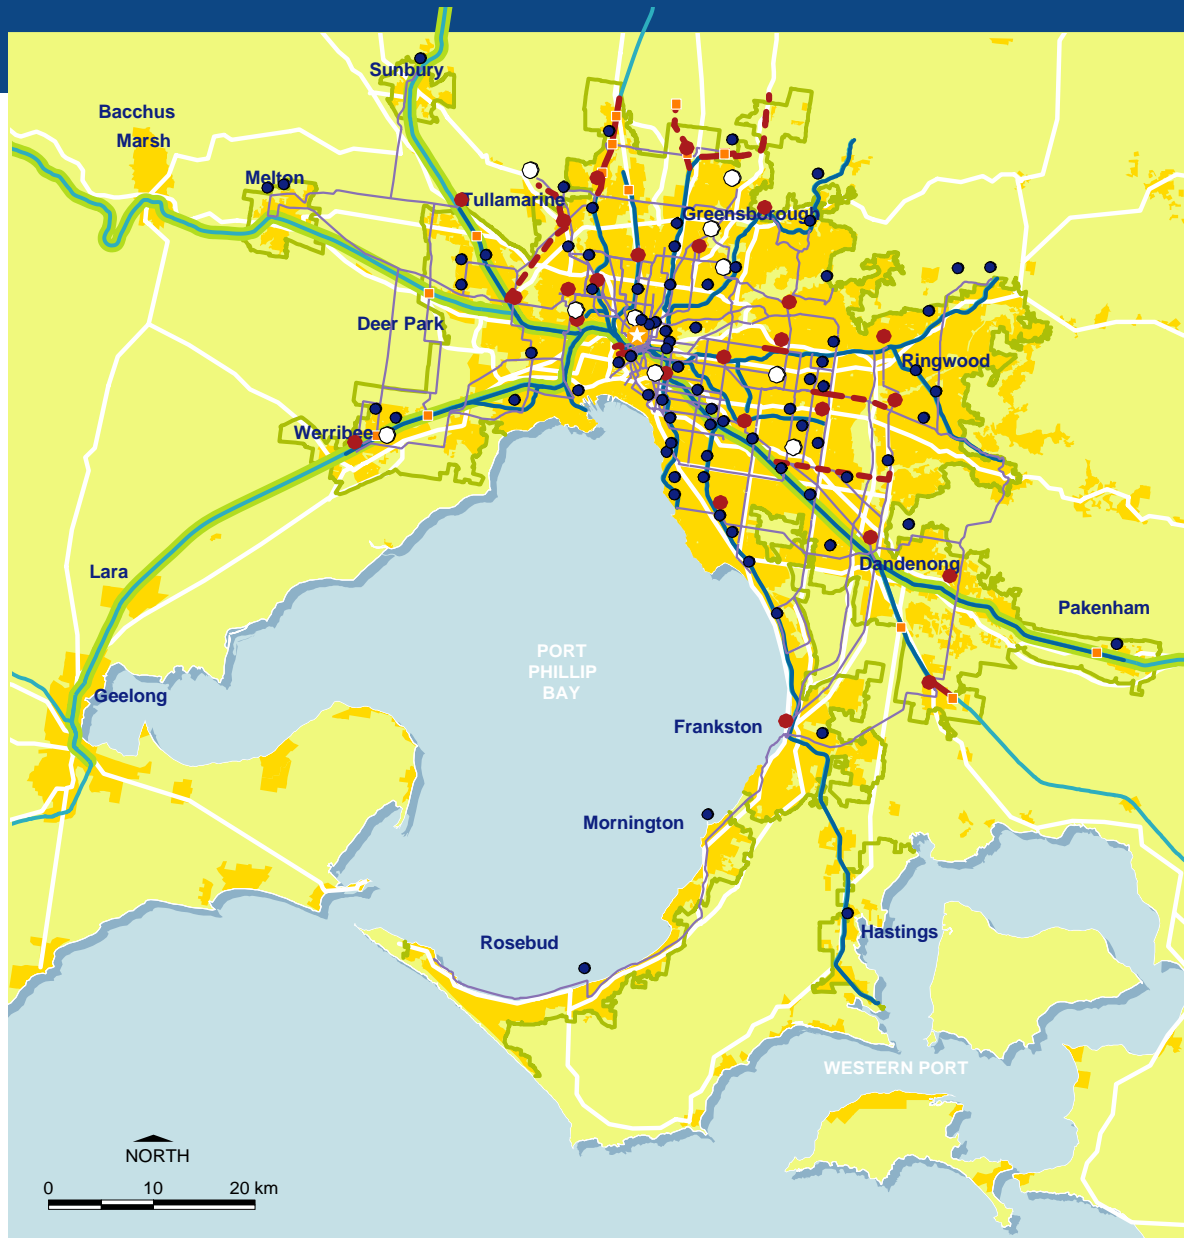 Sunbury
Bacchus
Marsh
Melton
Tullamarine
Greensborough
Deer Park
Ringwood
Werribee
Dandenong
Lara
Pakenham
PORT
PHILLIP
BAY
Geelong
Frankston
Mornington
Hastings
Rosebud
WESTERN PORT
NORTH
0 10 20 km